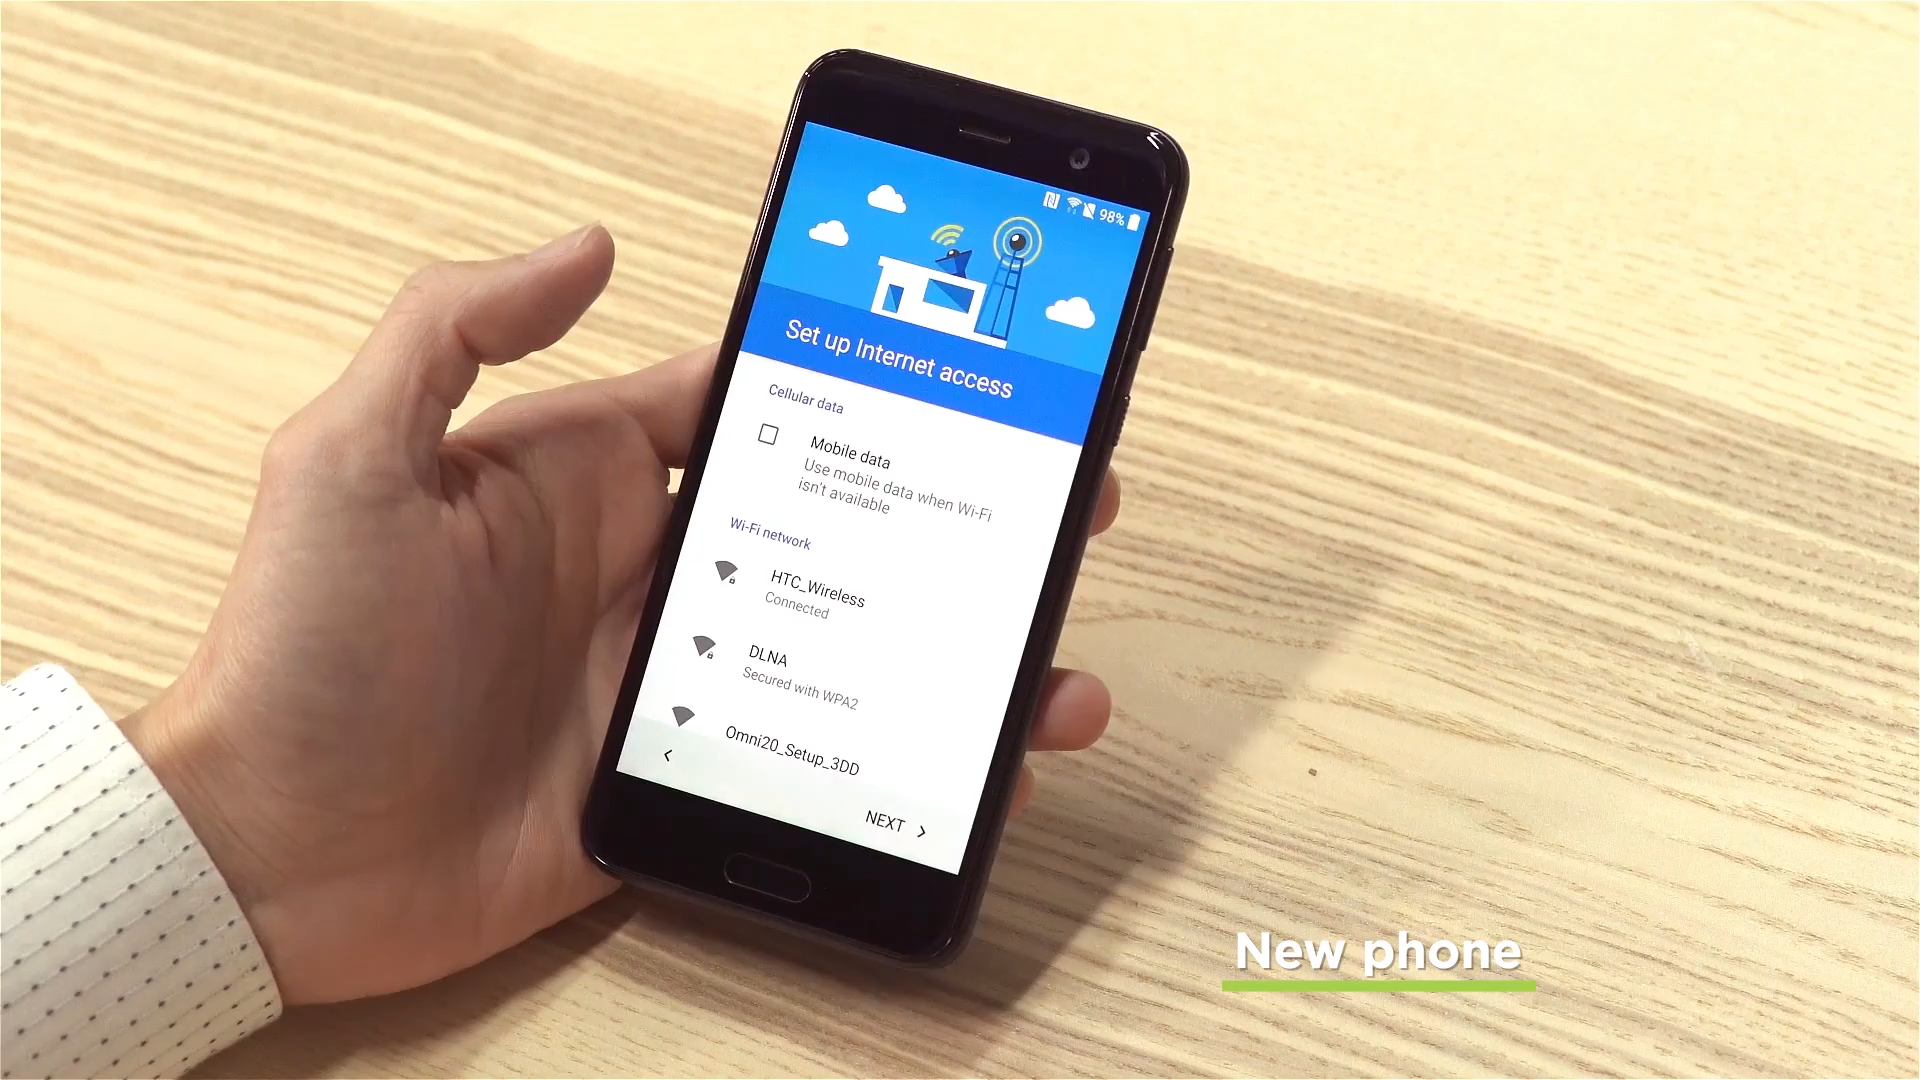 98%
Set up Internet access
Cellular data
Mobile data
Use mobile data when Wi-Fi
isn't available
Wi-Fi network
HTC_Wireless
Connected
DLNA
Secured with WPA2
Omni20_Setup_3DD
NEXT
New phone